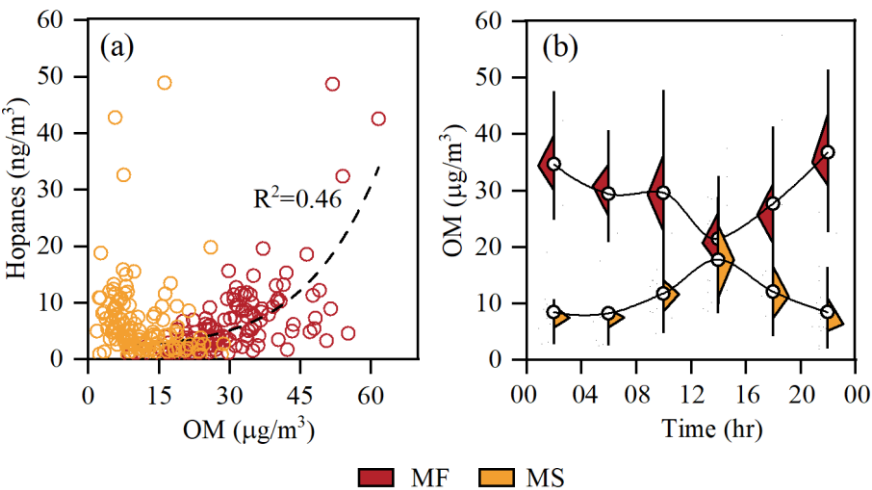 (a)
60
50
40
30
20
10
0
Hopanes (ng/m³)
R²=0.46
0 15 30 45 60
OM (μg/m³)
(b)
60
50
40
30
20
10
0
OM (μg/m³)
00 04 08 12 16 20 00
Time (hr)
MF MS